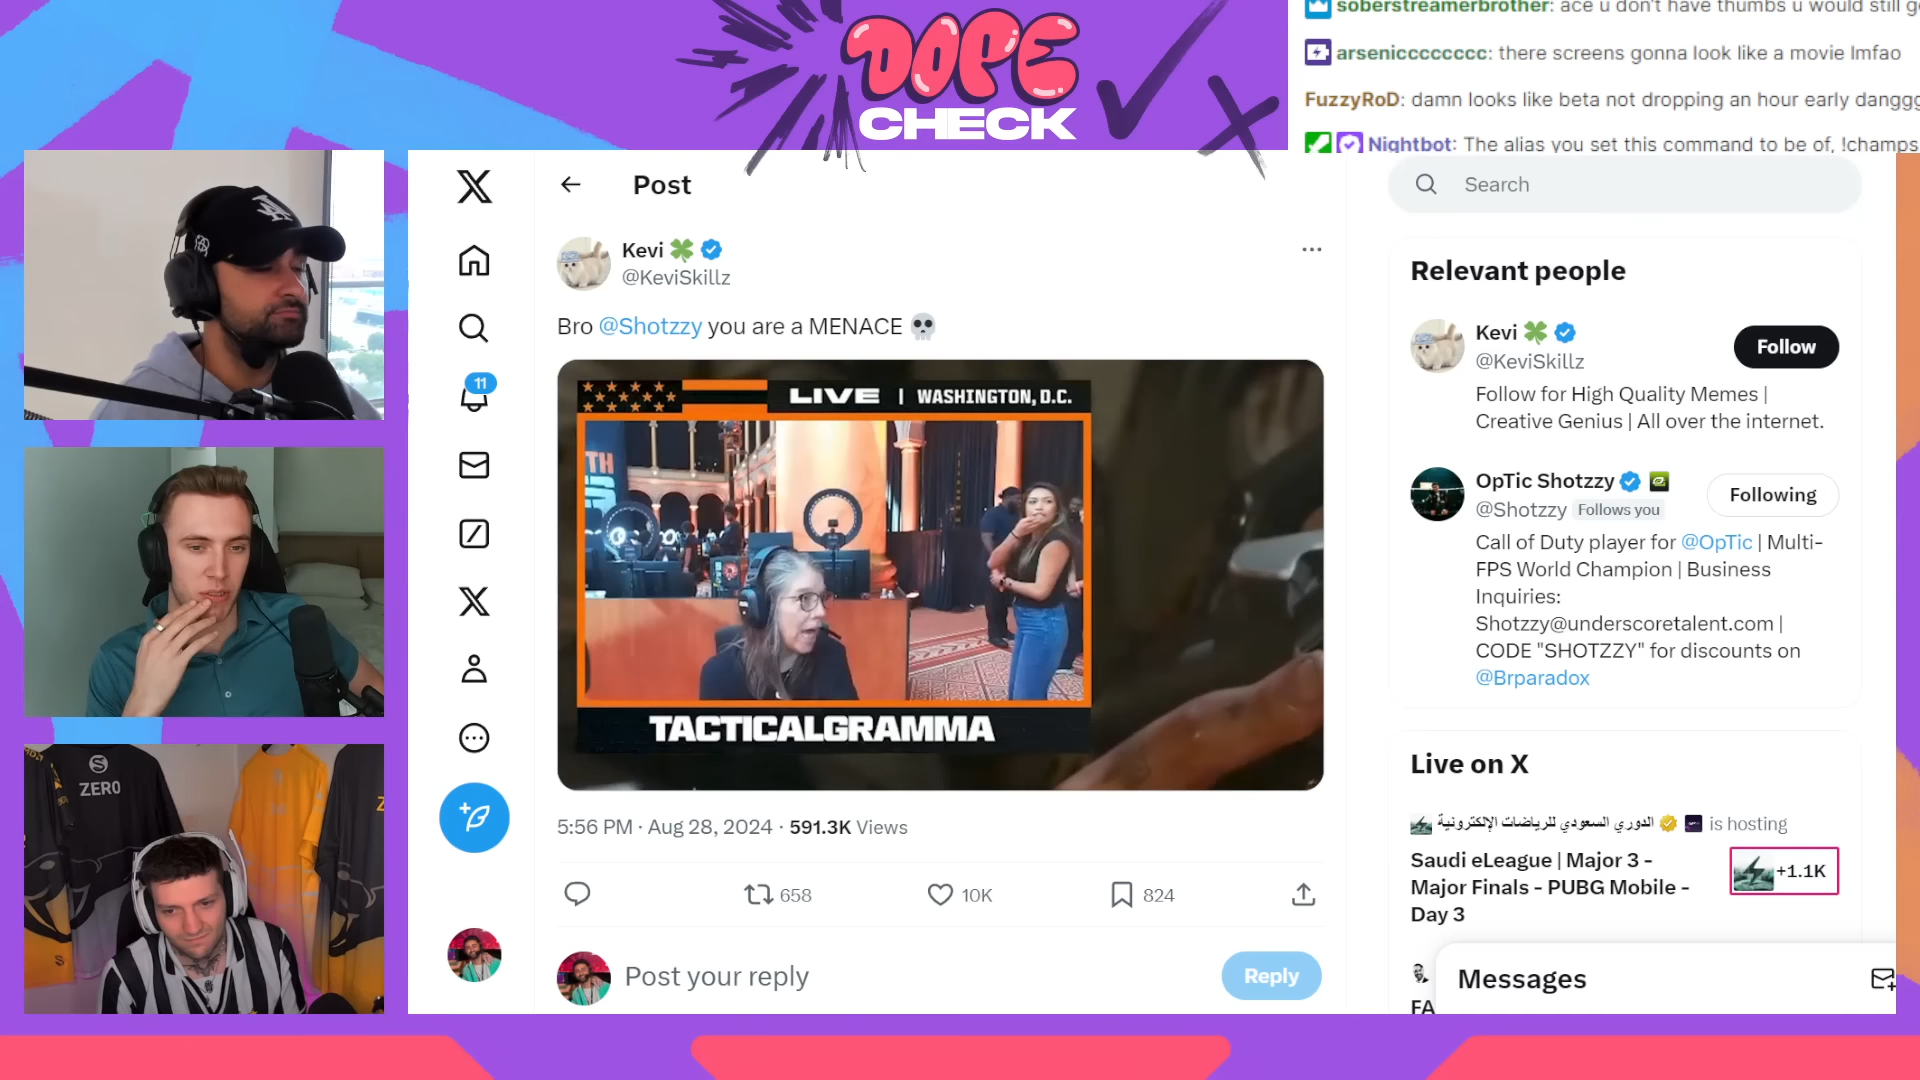 DOPE
CHECK
soberstreamerbrother: ace u don't have thumbs u would still g
arsenicccccccc: there screens gonna look like a movie lmfao
FuzzyRoD: damn looks like beta not dropping an hour early danggg
Nightbot: The alias you set this command to be of, !champs
Post
Search
Kevi
@KeviSkillz
Bro @Shotzzy you are a MENACE
LIVE | WASHINGTON, D.C.
TH
TACTICALGRAMMA
11
5:56 PM · Aug 28, 2024 · 591.3K Views
658
10K
824
Post your reply
Reply
Relevant people
Kevi
@KeviSkillz
Follow
Follow for High Quality Memes |
Creative Genius | All over the internet.
OpTic Shotzzy
@Shotzzy Follows you
Following
Call of Duty player for @OpTic | Multi-
FPS World Champion | Business
Inquiries:
Shotzzy@underscoretalent.com |
CODE "SHOTZZY" for discounts on
@Brparadox
Live on X
الدوري السعودي للرياضات الإلكترونية is hosting
Saudi eLeague | Major 3 -
Major Finals - PUBG Mobile -
Day 3
+1.1K
FA
Messages
ZERO